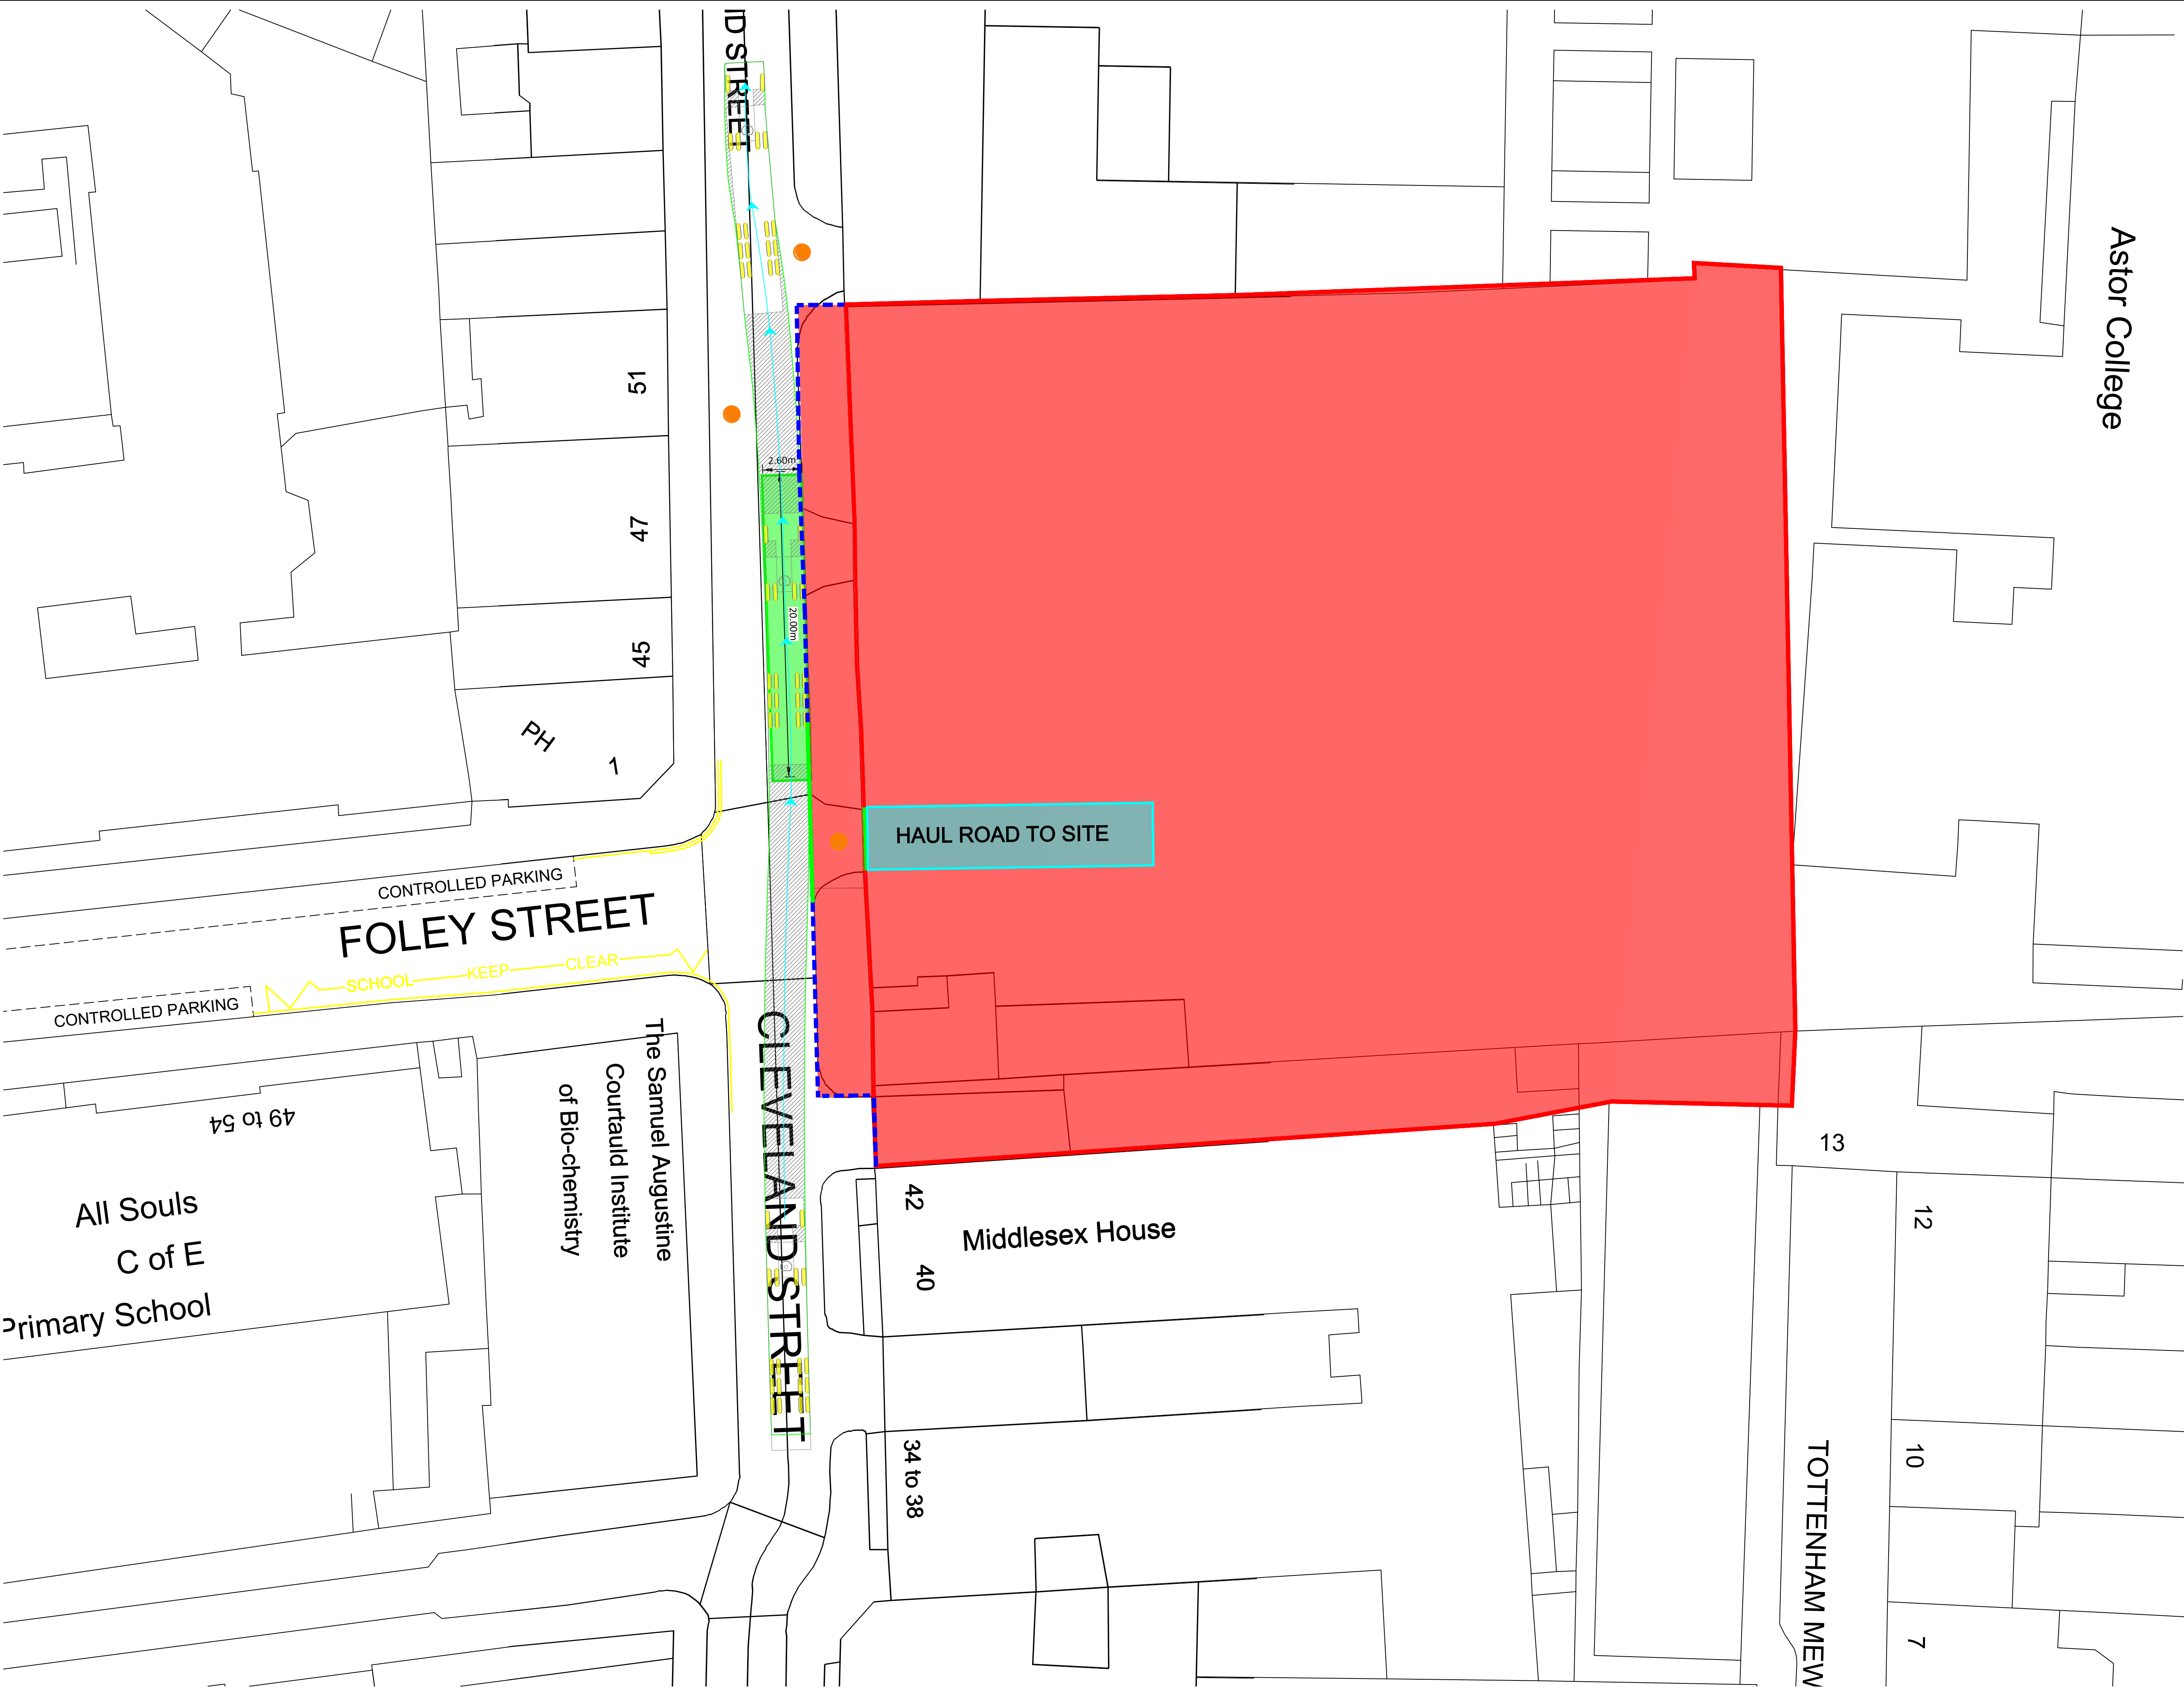 ID STREET
Astor College
51
2.60m
47
20.00m
45
PH
1
HAUL ROAD TO SITE
CONTROLLED PARKING
FOLEY STREET
SCHOOL KEEP CLEAR
CONTROLLED PARKING
CLEVELAND STREET
The Samuel Augustine
Courtauld Institute
of Bio-chemistry
49 to 54
All Souls
C of E
Primary School
42
Middlesex House
40
34 to 38
13
12
10
TOTTENHAM MEW
7